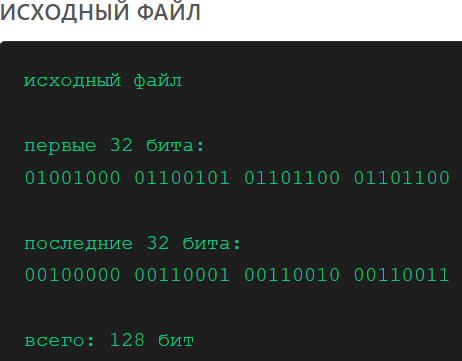 ИСХОДНЫЙ ФАЙЛ
исходный файл
первые 32 бита:
01001000 01100101 01101100 01101100
последние 32 бита:
00100000 00110001 00110010 00110011
всего: 128 бит